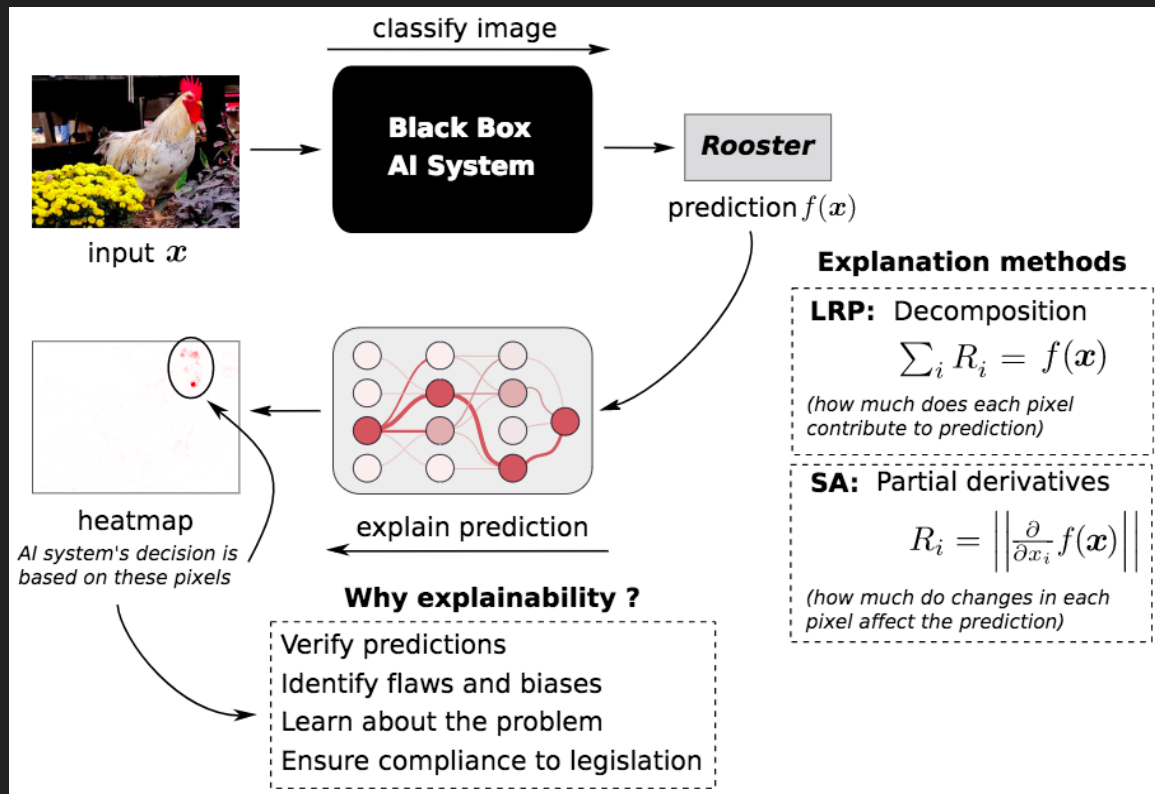 classify image
Black Box
AI System
Rooster
input x
prediction f(x)
Explanation methods
LRP: Decomposition
∑ᵢ Rᵢ = f(x)
(how much does each pixel
contribute to prediction)
SA: Partial derivatives
Rᵢ = ||∂/∂xᵢ f(x)||
(how much do changes in each
pixel affect the prediction)
heatmap
AI system's decision is
based on these pixels
explain prediction
Why explainability ?
Verify predictions
Identify flaws and biases
Learn about the problem
Ensure compliance to legislation